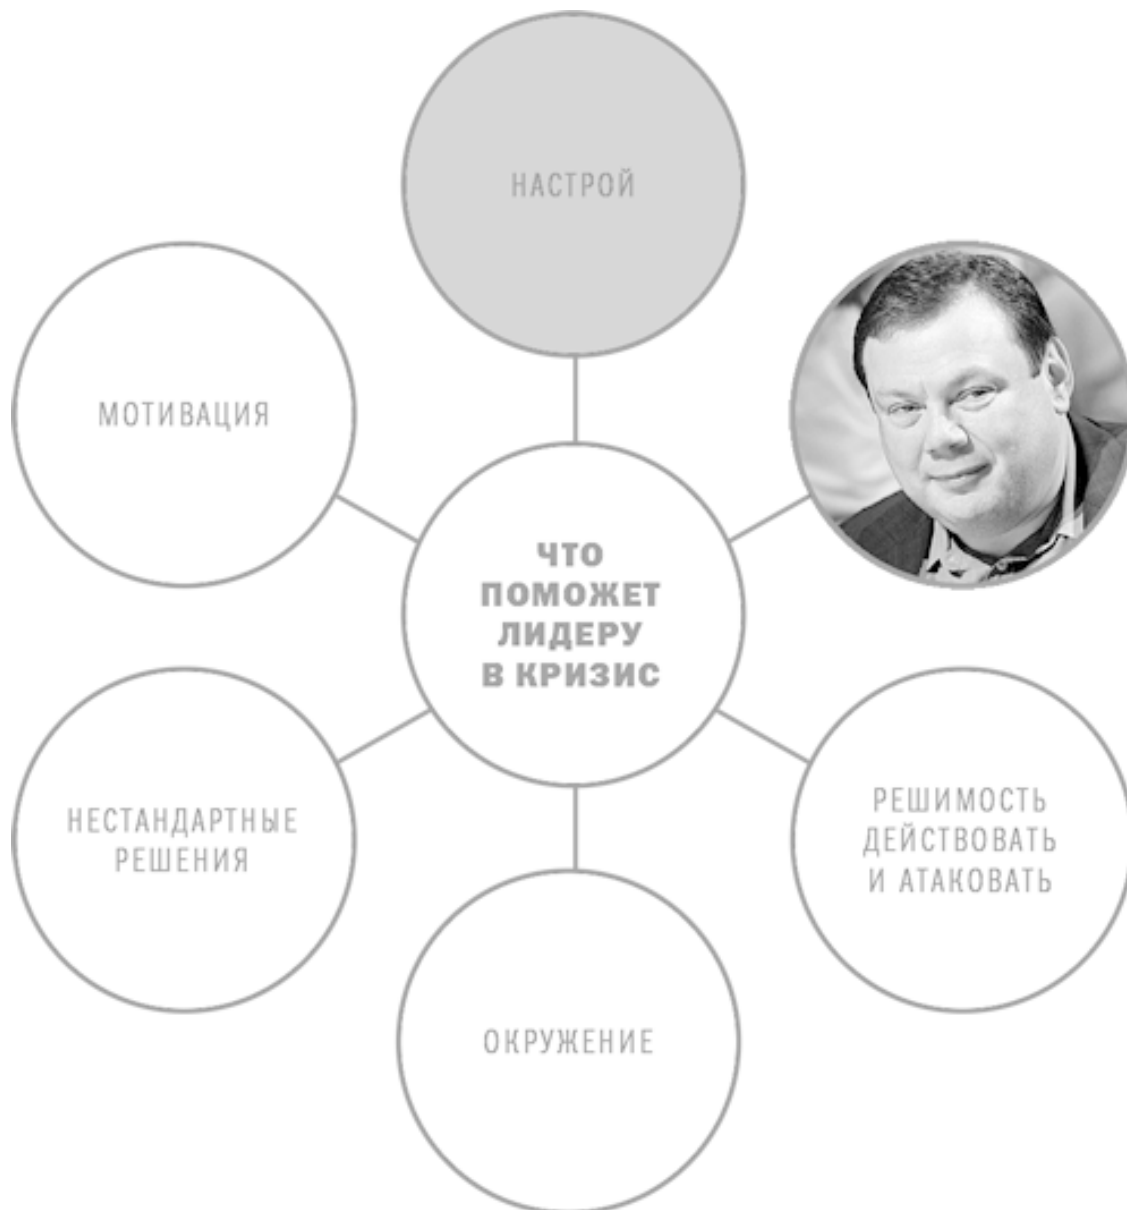 НАСТРОЙ
МОТИВАЦИЯ
ЧТО
ПОМОЖЕТ
ЛИДЕРУ
В КРИЗИС
НЕСТАНДАРТНЫЕ
РЕШЕНИЯ
РЕШИМОСТЬ
ДЕЙСТВОВАТЬ
И АТАКОВАТЬ
ОКРУЖЕНИЕ